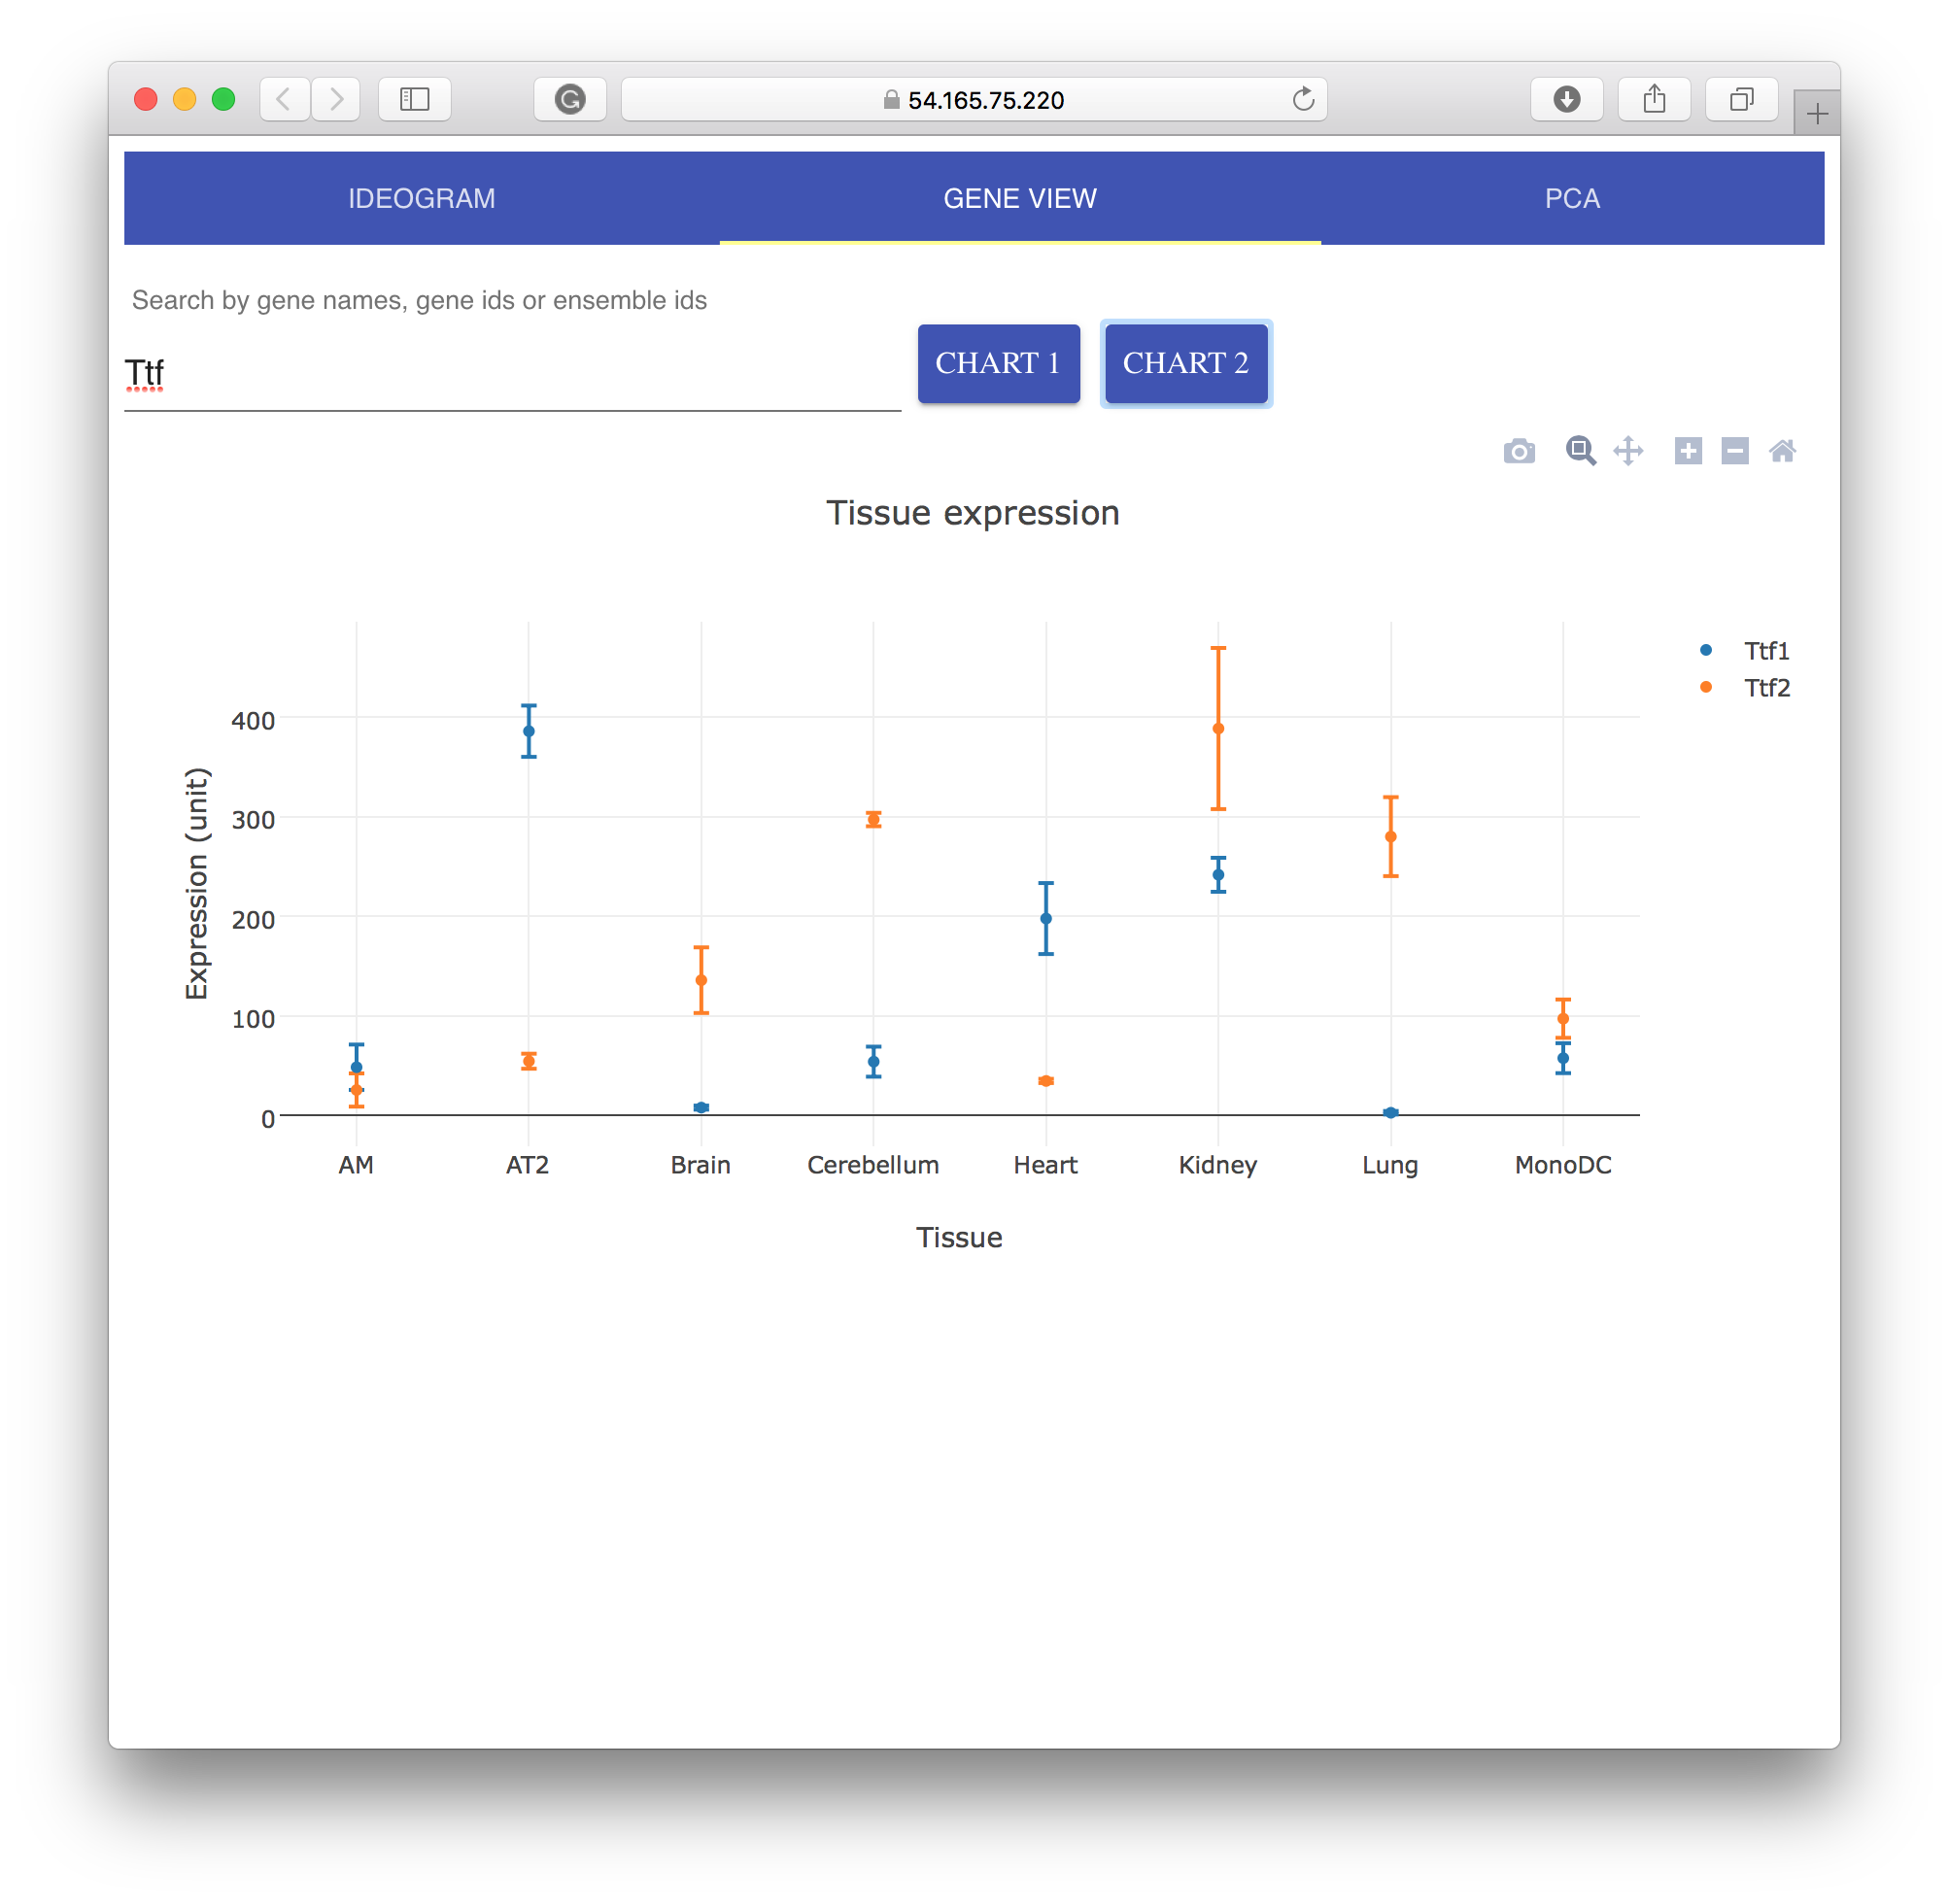 54.165.75.220
IDEOGRAM GENE VIEW PCA
Search by gene names, gene ids or ensemble ids
Ttf CHART 1 CHART 2
Tissue expression
Ttf1
Ttf2
Expression (unit)
400
300
200
100
0
AM AT2 Brain Cerebellum Heart Kidney Lung MonoDC
Tissue